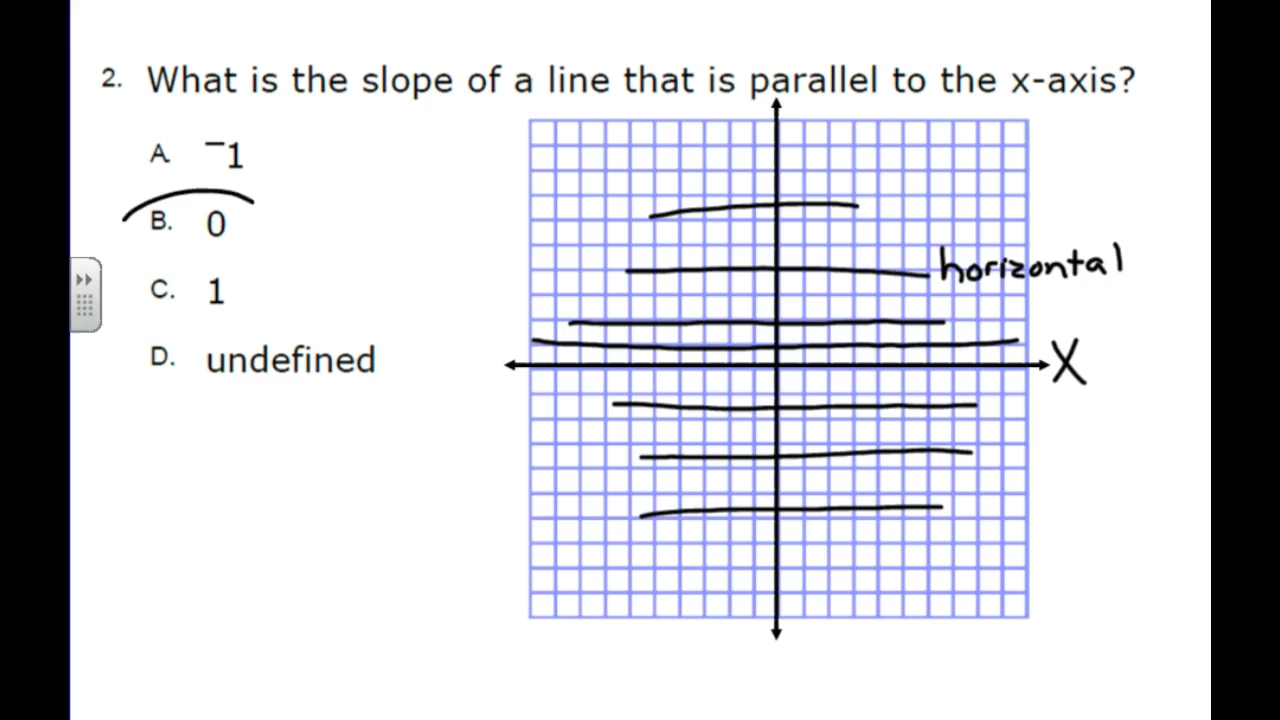 2. What is the slope of a line that is parallel to the x-axis?
A. ⁻1
B. 0
C. 1
D. undefined
horizontal
X